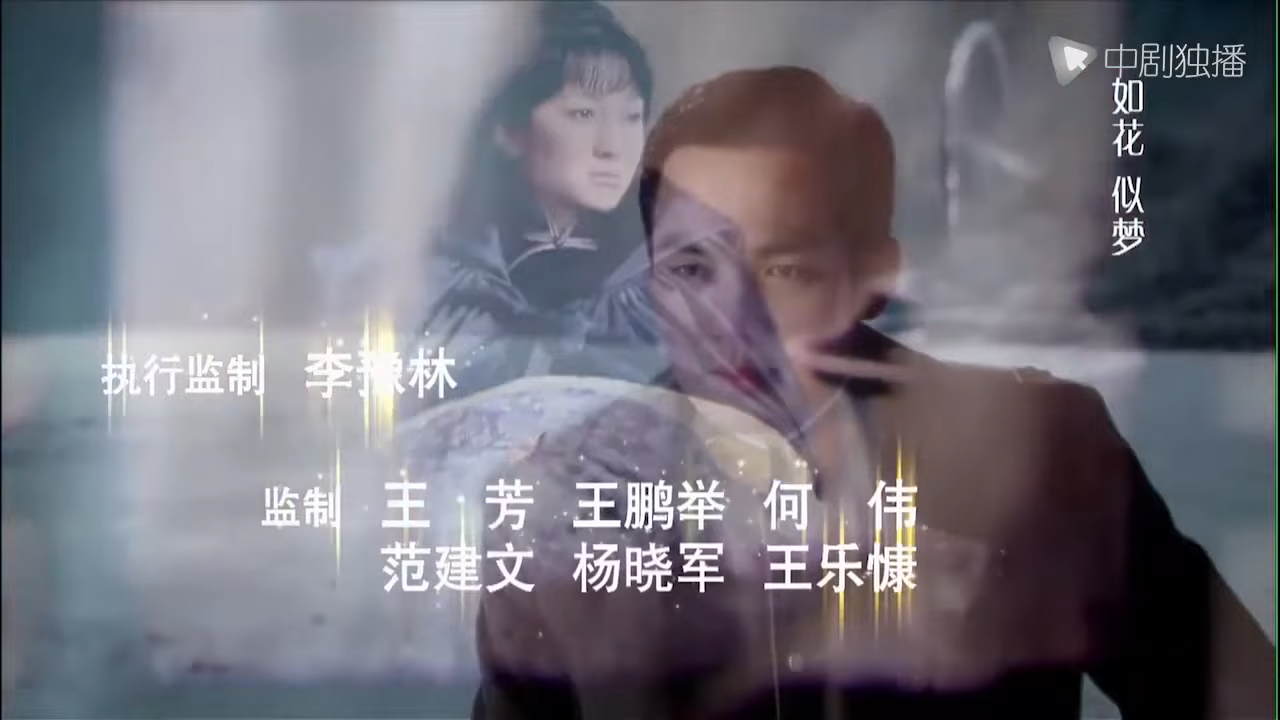 中剧独播
如花 似梦
执行监制 李豫林
监制 王 芳 王鹏举 何 伟
范建文 杨晓军 王乐慷